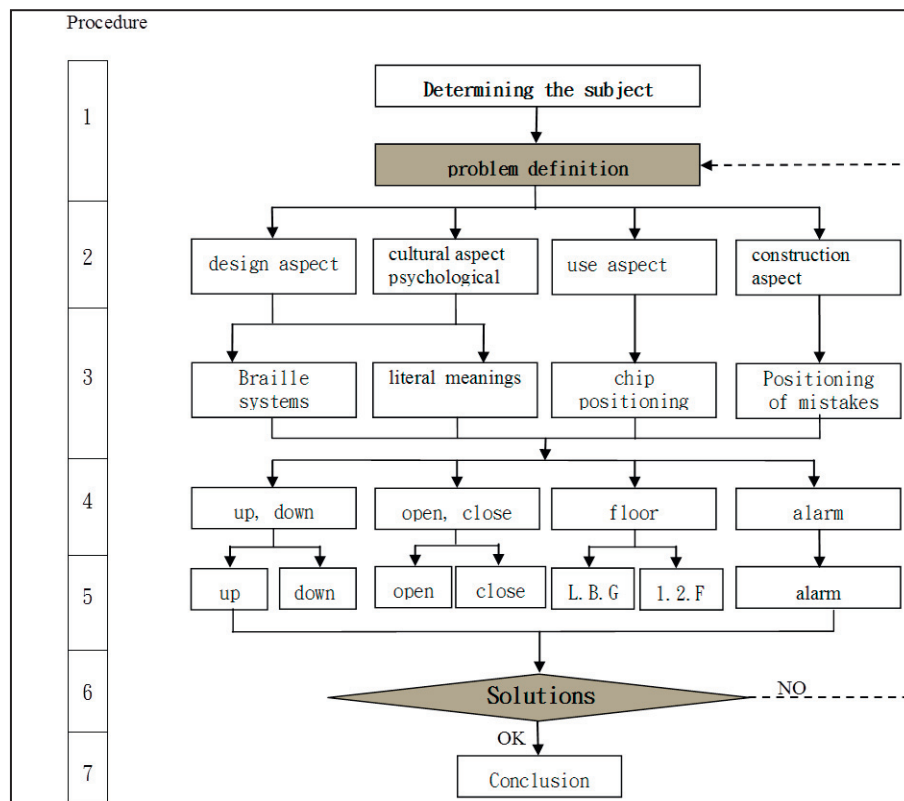 Procedure
1
Determining the subject
problem definition
2
design aspect
cultural aspect
psychological
use aspect
construction
aspect
3
Braille
systems
literal meanings
chip
positioning
Positioning
of mistakes
4
up, down
open, close
floor
alarm
5
up
down
open
close
L.B.G
1.2.F
alarm
6
Solutions
NO
OK
7
Conclusion